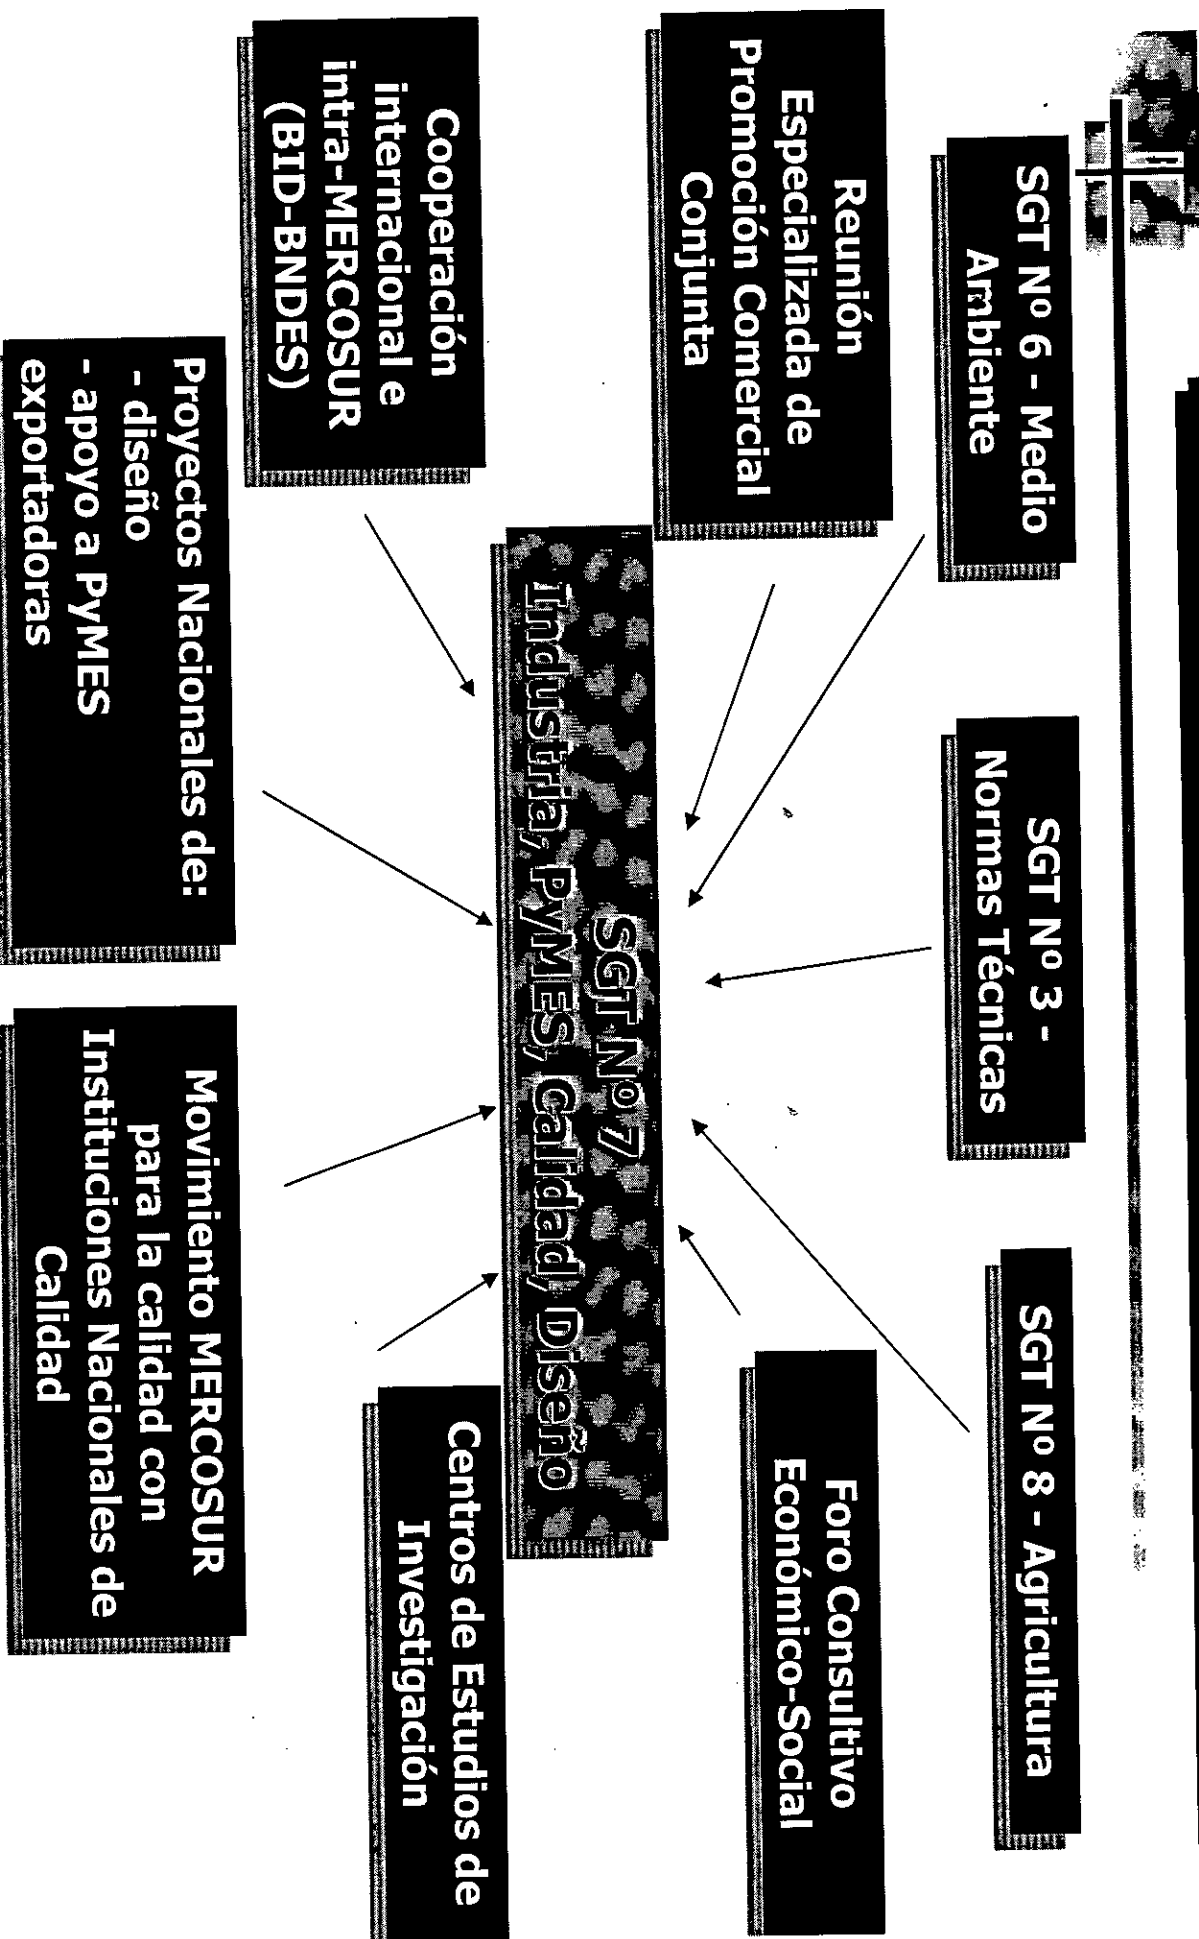 SGT Nº 6 - Medio
Ambiente
SGT Nº 3 -
Normas Técnicas
SGT Nº 8 - Agricultura
Reunión
Especializada de
Promoción Comercial
Conjunta
Foro Consultivo
Económico-Social
SGT Nº 7
Industria, PyMES, Calidad, Diseño
Cooperación
internacional e
intra-MERCOSUR
(BID-BNDES)
Centros de Estudios de
Investigación
Proyectos Nacionales de:
- diseño
- apoyo a PyMES
exportadoras
Movimiento MERCOSUR
para la calidad con
Instituciones Nacionales de
Calidad